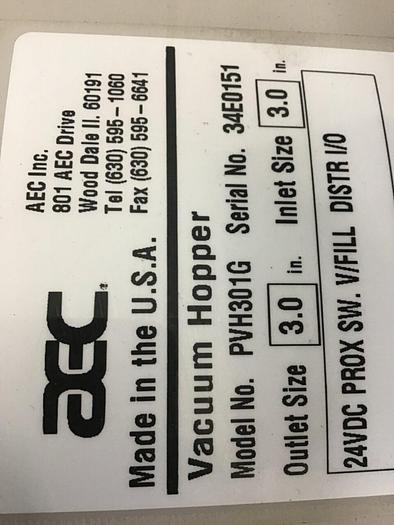 AEC
®
AEC Inc.
801 AEC Drive
Wood Dale Il. 60191
Tel (630) 595-1060
Fax (630) 595-6641
Made in the U.S.A.
Vacuum Hopper
Model No. PVH301G Serial No. 34E0151
Outlet Size 3.0 in. Inlet Size 3.0 in.
24VDC PROX SW. V/FILL DISTR I/O